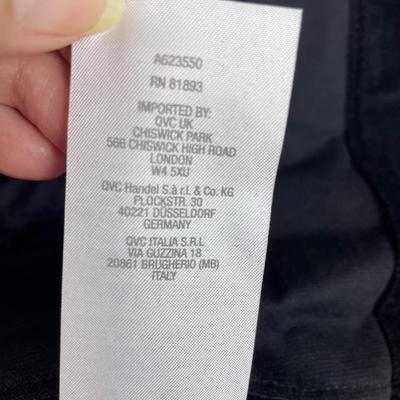 A623550
RN 81893
IMPORTED BY:
QVC UK
CHISWICK PARK
566 CHISWICK HIGH ROAD
LONDON
W4 5XU
QVC Handel S.à r.l. & Co. KG
PLOCKSTR. 30
40221 DÜSSELDORF
GERMANY
QVC ITALIA S.R.L
VIA GUZZINA 18
20861 BRUGHERIO (MB)
ITALY